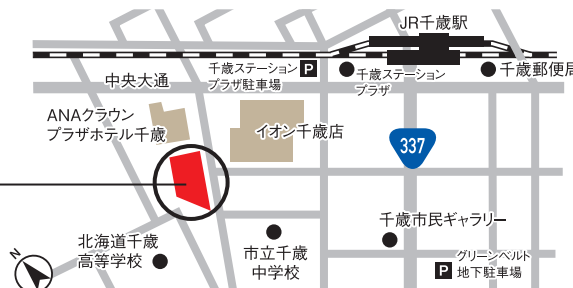 JR千歳駅
千歳ステーション
プラザ駐車場
P
千歳ステーション
プラザ
千歳郵便局
中央大通
ANAクラウン
プラザホテル千歳
イオン千歳店
337
千歳市民ギャラリー
北海道千歳
高等学校
市立千歳
中学校
P
グリーンベルト
地下駐車場
N